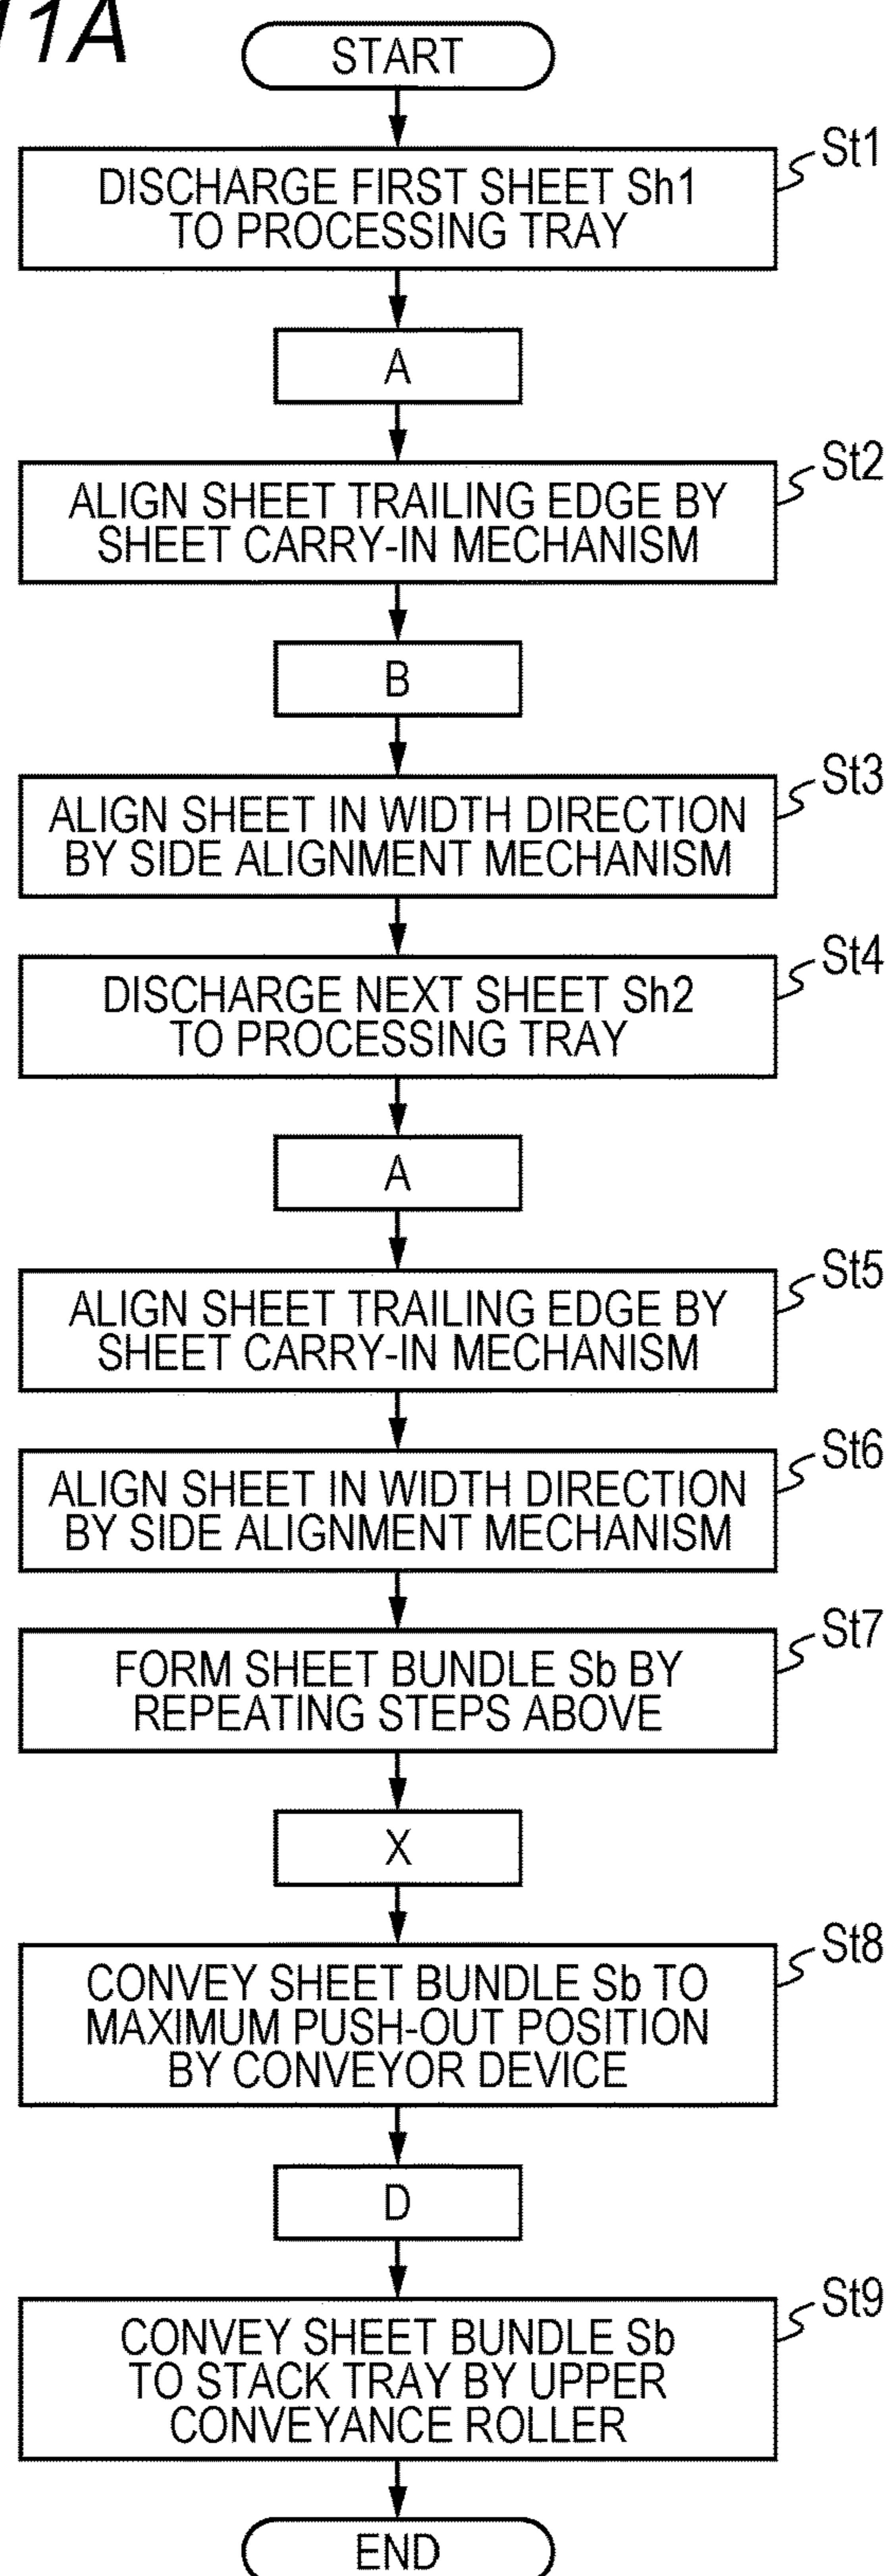 11A
START
St1
DISCHARGE FIRST SHEET Sh1
TO PROCESSING TRAY
A
St2
ALIGN SHEET TRAILING EDGE BY
SHEET CARRY-IN MECHANISM
B
St3
ALIGN SHEET IN WIDTH DIRECTION
BY SIDE ALIGNMENT MECHANISM
St4
DISCHARGE NEXT SHEET Sh2
TO PROCESSING TRAY
A
St5
ALIGN SHEET TRAILING EDGE BY
SHEET CARRY-IN MECHANISM
St6
ALIGN SHEET IN WIDTH DIRECTION
BY SIDE ALIGNMENT MECHANISM
St7
FORM SHEET BUNDLE Sb BY
REPEATING STEPS ABOVE
X
St8
CONVEY SHEET BUNDLE Sb TO
MAXIMUM PUSH-OUT POSITION
BY CONVEYOR DEVICE
D
St9
CONVEY SHEET BUNDLE Sb
TO STACK TRAY BY UPPER
CONVEYANCE ROLLER
END